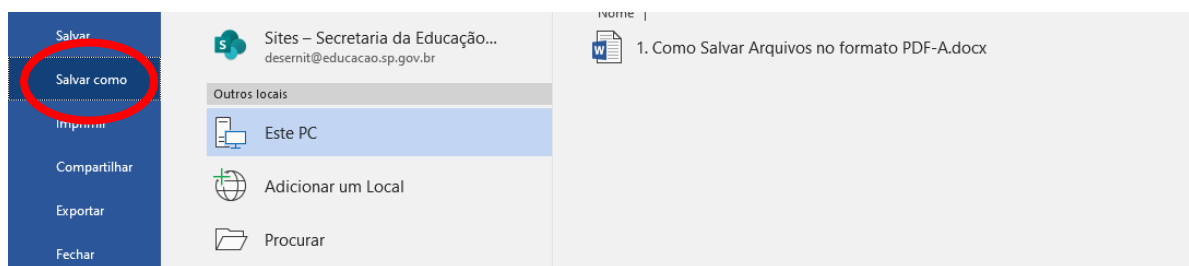 Salvar
Salvar como
Imprimir
Compartilhar
Exportar
Fechar
Sites – Secretaria da Educação...
desernit@educacao.sp.gov.br
Outros locais
Este PC
Adicionar um Local
Procurar
Nome
1. Como Salvar Arquivos no formato PDF-A.docx